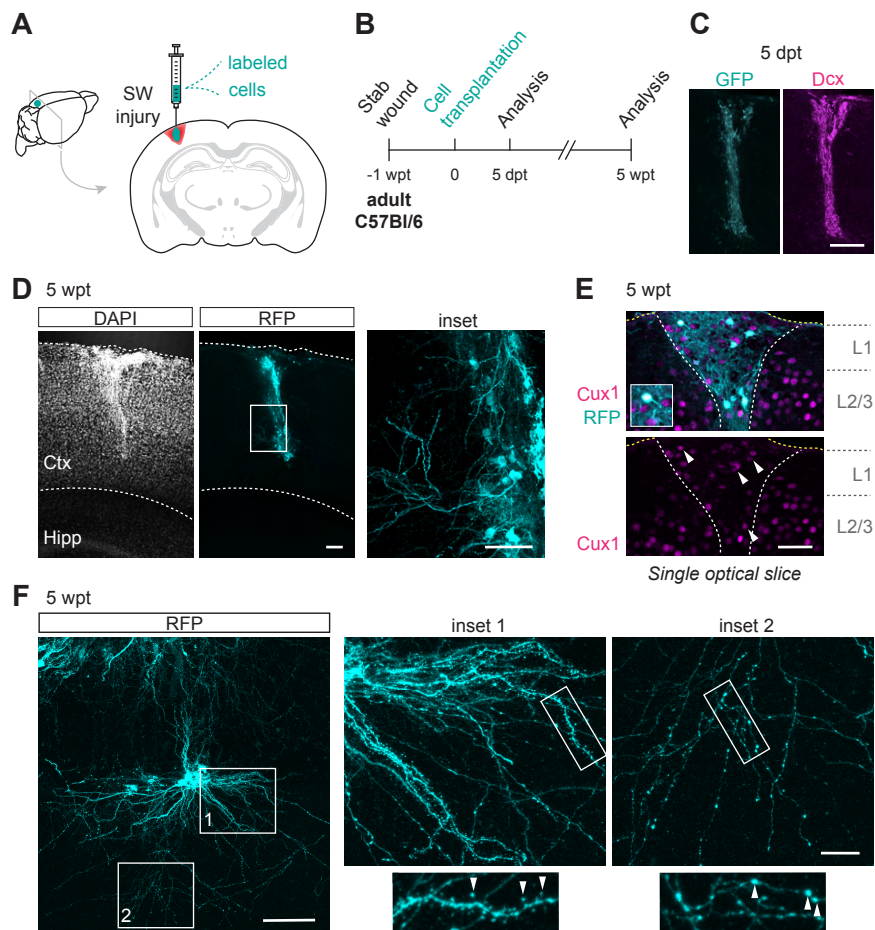 A
SW
injury
labeled
cells
B
Stab
wound
Cell
transplantation
Analysis
Analysis
-1 wpt
0
5 dpt
5 wpt
adult
C57Bl/6
C
5 dpt
GFP
Dcx
D
5 wpt
DAPI
RFP
inset
Ctx
Hipp
E
5 wpt
Cux1
RFP
L1
L2/3
Cux1
L1
L2/3
Single optical slice
F
5 wpt
RFP
inset 1
inset 2
1
2